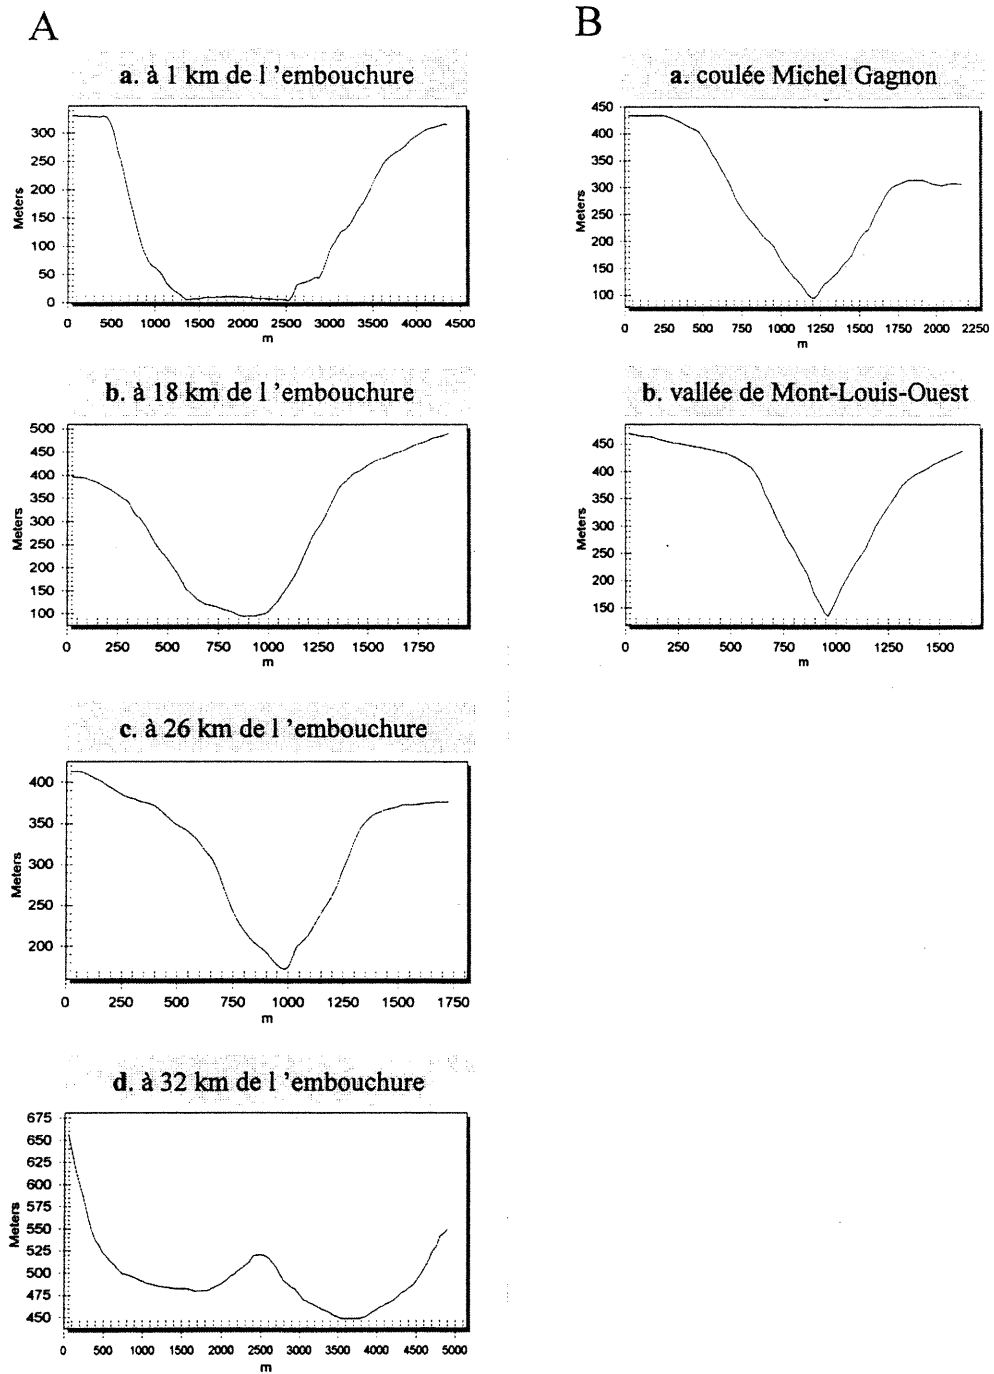 A
a. à 1 km de l 'embouchure
300
250
200
150
100
50
0
Meters
0 500 1000 1500 2000 2500 3000 3500 4000 4500
m
b. à 18 km de l 'embouchure
500
450
400
350
300
250
200
150
100
Meters
0 250 500 750 1000 1250 1500 1750
m
c. à 26 km de l 'embouchure
400
350
300
250
200
Meters
0 250 500 750 1000 1250 1500 1750
m
d. à 32 km de l 'embouchure
675
650
625
600
575
550
525
500
475
450
Meters
0 500 1000 1500 2000 2500 3000 3500 4000 4500 5000
m
B
a. coulée Michel Gagnon
450
400
350
300
250
200
150
100
Meters
0 250 500 750 1000 1250 1500 1750 2000 2250
m
b. vallée de Mont-Louis-Ouest
450
400
350
300
250
200
150
Meters
0 250 500 750 1000 1250 1500
m